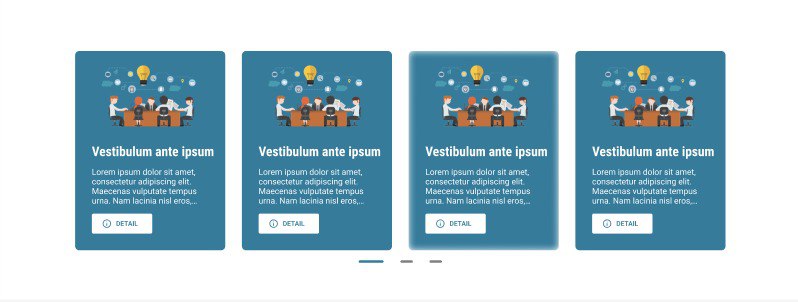 Vestibulum ante ipsum
Lorem ipsum dolor sit amet,
consectetur adipiscing elit.
Maecenas vulputate tempus
urna. Nam lacinia nisl eros,...
DETAIL
Vestibulum ante ipsum
Lorem ipsum dolor sit amet,
consectetur adipiscing elit.
Maecenas vulputate tempus
urna. Nam lacinia nisl eros,...
DETAIL
Vestibulum ante ipsum
Lorem ipsum dolor sit amet,
consectetur adipiscing elit.
Maecenas vulputate tempus
urna. Nam lacinia nisl eros,...
DETAIL
Vestibulum ante ipsum
Lorem ipsum dolor sit amet,
consectetur adipiscing elit.
Maecenas vulputate tempus
urna. Nam lacinia nisl eros,...
DETAIL